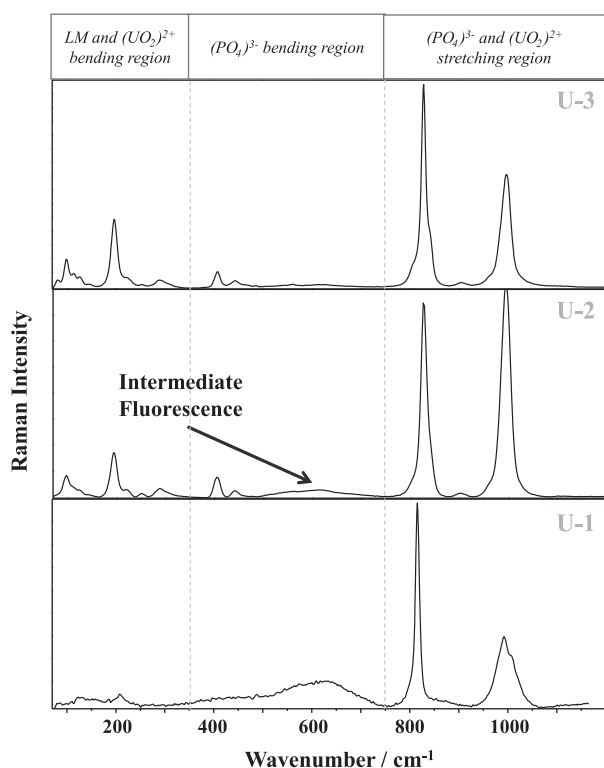 LM and (UO₂)²⁺
bending region
(PO₄)³⁻ bending region
(PO₄)³⁻ and (UO₂)²⁺
stretching region
U-3
U-2
Intermediate
Fluorescence
U-1
Raman Intensity
200 400 600 800 1000
Wavenumber / cm⁻¹